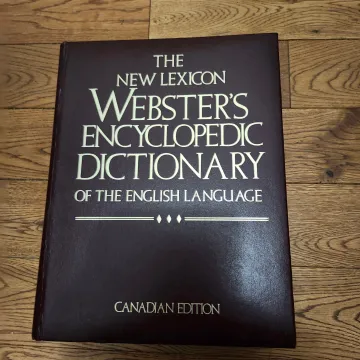 THE
NEW LEXICON
WEBSTER'S
ENCYCLOPEDIC
DICTIONARY
OF THE ENGLISH LANGUAGE
CANADIAN EDITION